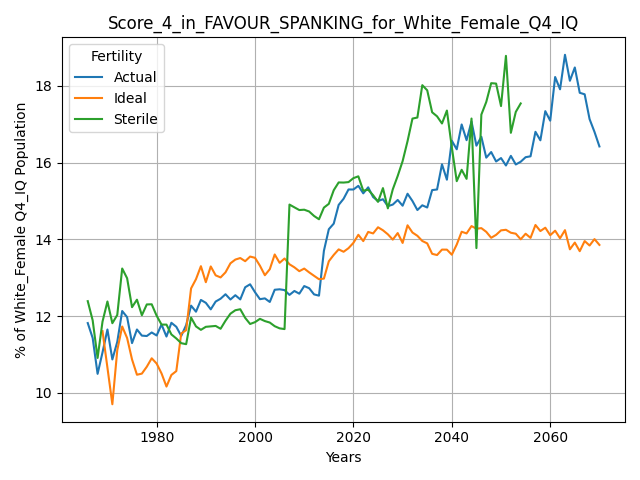 Score_4_in_FAVOUR_SPANKING_for_White_Female_Q4_IQ
Fertility
Actual
Ideal
Sterile
% of White_Female Q4_IQ Population
18
16
14
12
10
1980
2000
2020
2040
2060
Years